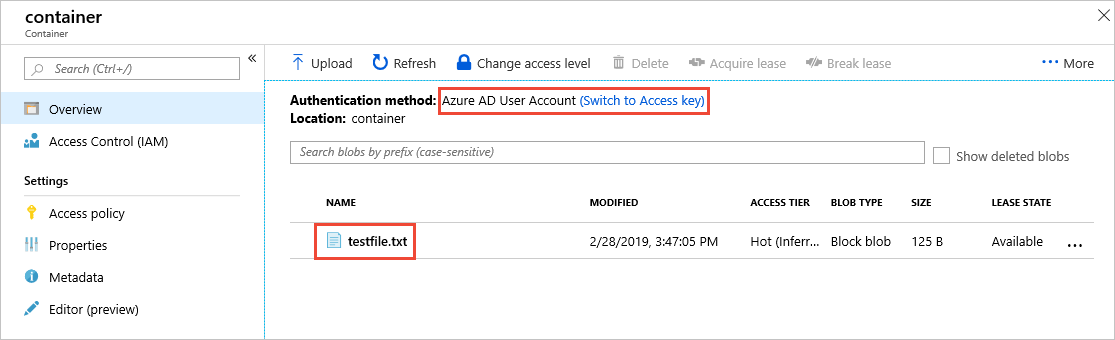 container
Container
Search (Ctrl+/)
«
Overview
Access Control (IAM)
Settings
Access policy
Properties
Metadata
Editor (preview)
Upload Refresh Change access level Delete Acquire lease Break lease ··· More
Authentication method: Azure AD User Account (Switch to Access key)
Location: container
Search blobs by prefix (case-sensitive) Show deleted blobs
NAME MODIFIED ACCESS TIER BLOB TYPE SIZE LEASE STATE
testfile.txt 2/28/2019, 3:47:05 PM Hot (Inferr... Block blob 125 B Available ...